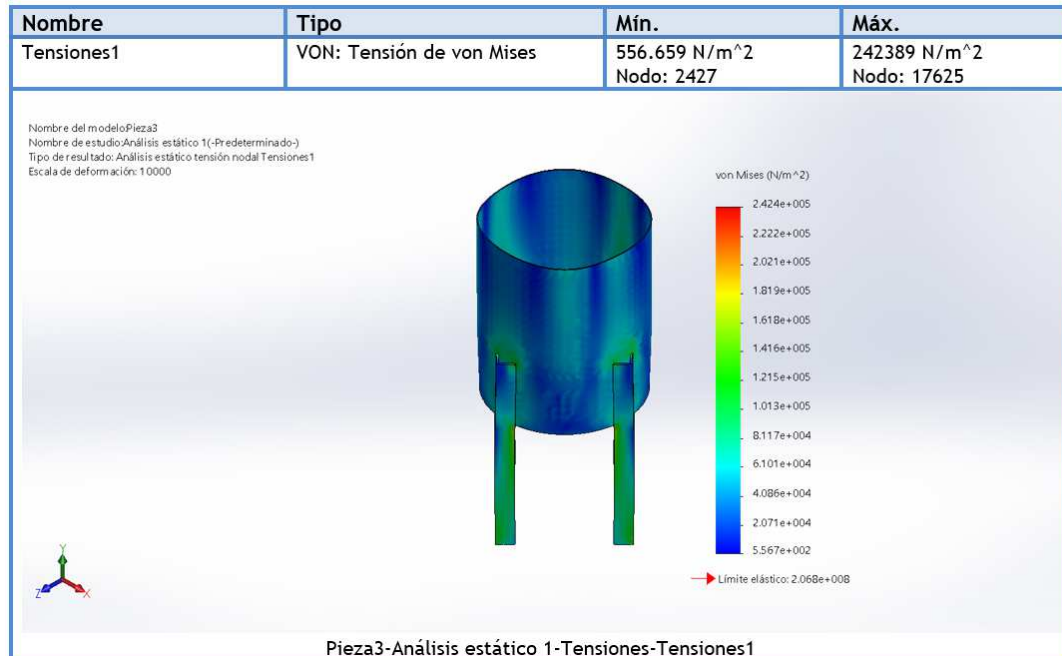 Nombre Tipo Mín. Máx.
Tensiones1 VON: Tensión de von Mises 556.659 N/m^2 242389 N/m^2
Nodo: 2427 Nodo: 17625
Nombre del modelo:Pieza3
Nombre de estudio:Análisis estático 1(-Predeterminado-)
Tipo de resultado: Análisis estático tensión nodal Tensiones1
Escala de deformación: 10000
von Mises (N/m^2)
2.424e+005
2.222e+005
2.021e+005
1.819e+005
1.618e+005
1.416e+005
1.215e+005
1.013e+005
8.117e+004
6.101e+004
4.086e+004
2.071e+004
5.567e+002
Límite elástico: 2.068e+008
Y
Z X
Pieza3-Análisis estático 1-Tensiones-Tensiones1